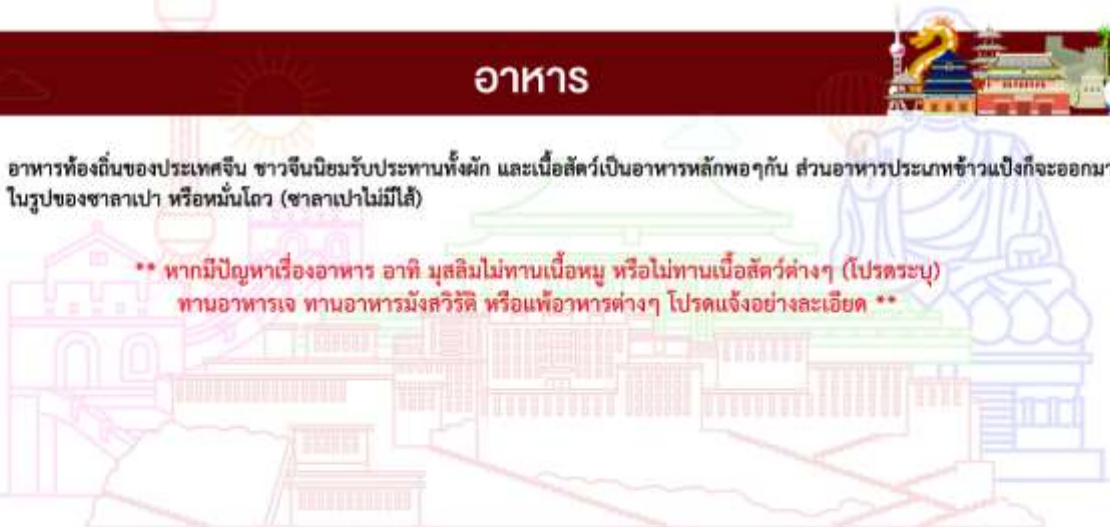 อาหาร
อาหารท้องถิ่นของประเทศจีน ชาวจีนนิยมรับประทานทั้งผัก และเนื้อสัตว์เป็นอาหารหลักพอๆกัน ส่วนอาหารประเภทข้าวแป้งก็จะออกมา
ในรูปของซาลาเปา หรือหมั่นโถว (ซาลาเปาไม่มีไส้)
** หากมีปัญหาเรื่องอาหาร อาทิ มุสลิมไม่ทานเนื้อหมู หรือไม่ทานเนื้อสัตว์ต่างๆ (โปรดระบุ)
ทานอาหารเจ ทานอาหารมังสวิรัติ หรือแพ้อาหารต่างๆ โปรดแจ้งอย่างละเอียด **